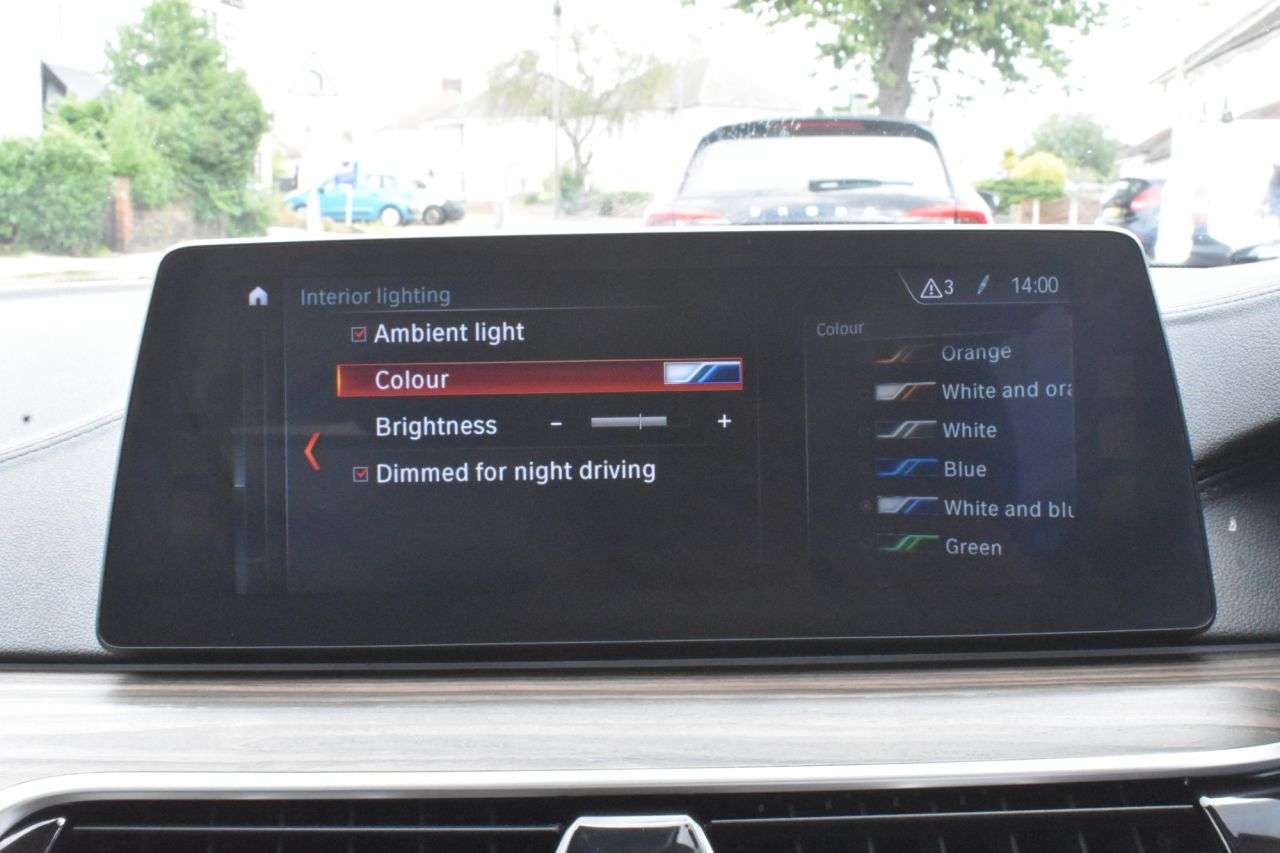 Interior lighting
3 14:00
Ambient light
Colour
Brightness - +
Dimmed for night driving
Colour
Orange
White and ora
White
Blue
White and blu
Green